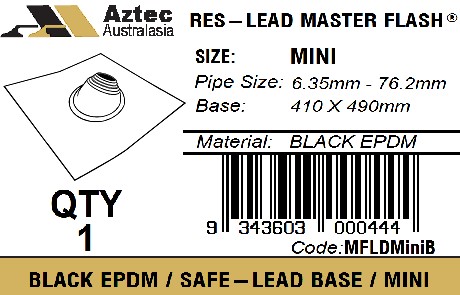 Aztec
Australasia
RES–LEAD MASTER FLASH®
SIZE: MINI
Pipe Size: 6.35mm - 76.2mm
Base: 410 X 490mm
Material: BLACK EPDM
QTY
1
9 343603 000444
Code:MFLDMiniB
BLACK EPDM / SAFE–LEAD BASE / MINI